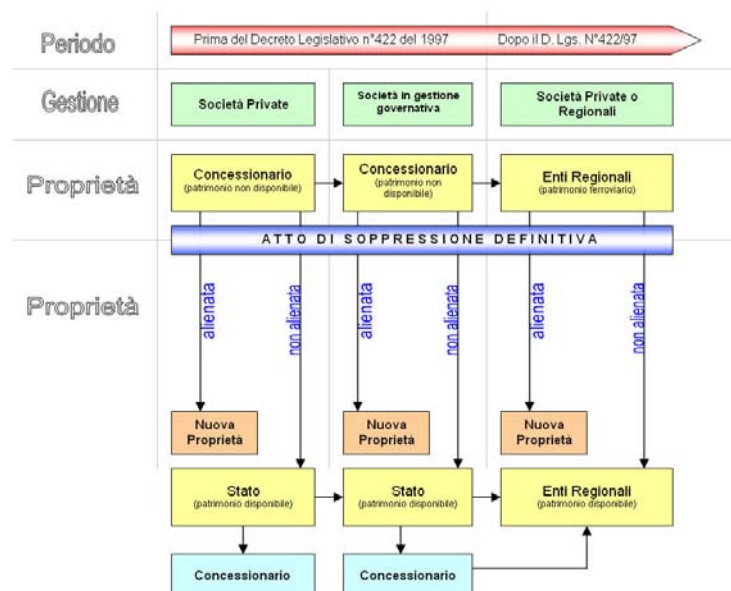 Periodo
Prima del Decreto Legislativo n°422 del 1997
Dopo il D. Lgs. N°422/97
Gestione
Società Private
Società in gestione
governativa
Società Private o
Regionali
Proprietà
Concessionario
(patrimonio non disponibile)
Concessionario
(patrimonio non
disponibile)
Enti Regionali
(patrimonio ferroviario)
ATTO DI SOPPRESSIONE DEFINITIVA
Proprietà
alienata
non alienata
alienata
non alienata
alienata
non alienata
Nuova
Proprietà
Nuova
Proprietà
Nuova
Proprietà
Stato
(patrimonio disponibile)
Stato
(patrimonio disponibile)
Enti Regionali
(patrimonio disponibile)
Concessionario
Concessionario